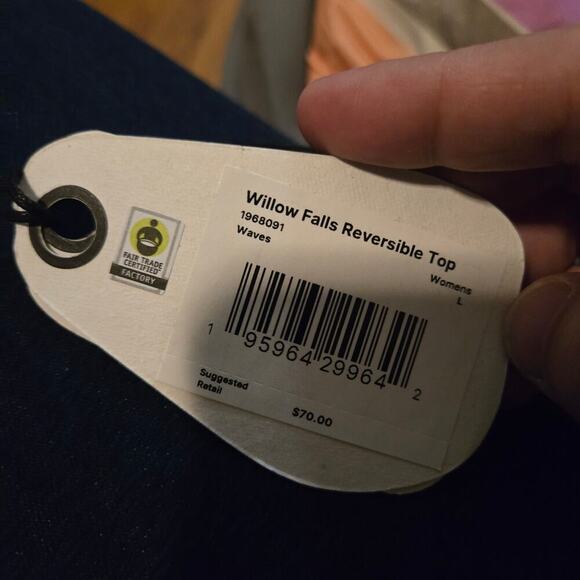 FAIR TRADE
CERTIFIED
FACTORY
Willow Falls Reversible Top
1968091
Waves
Womens
L
1 95964 29964 2
Suggested
Retail
$70.00